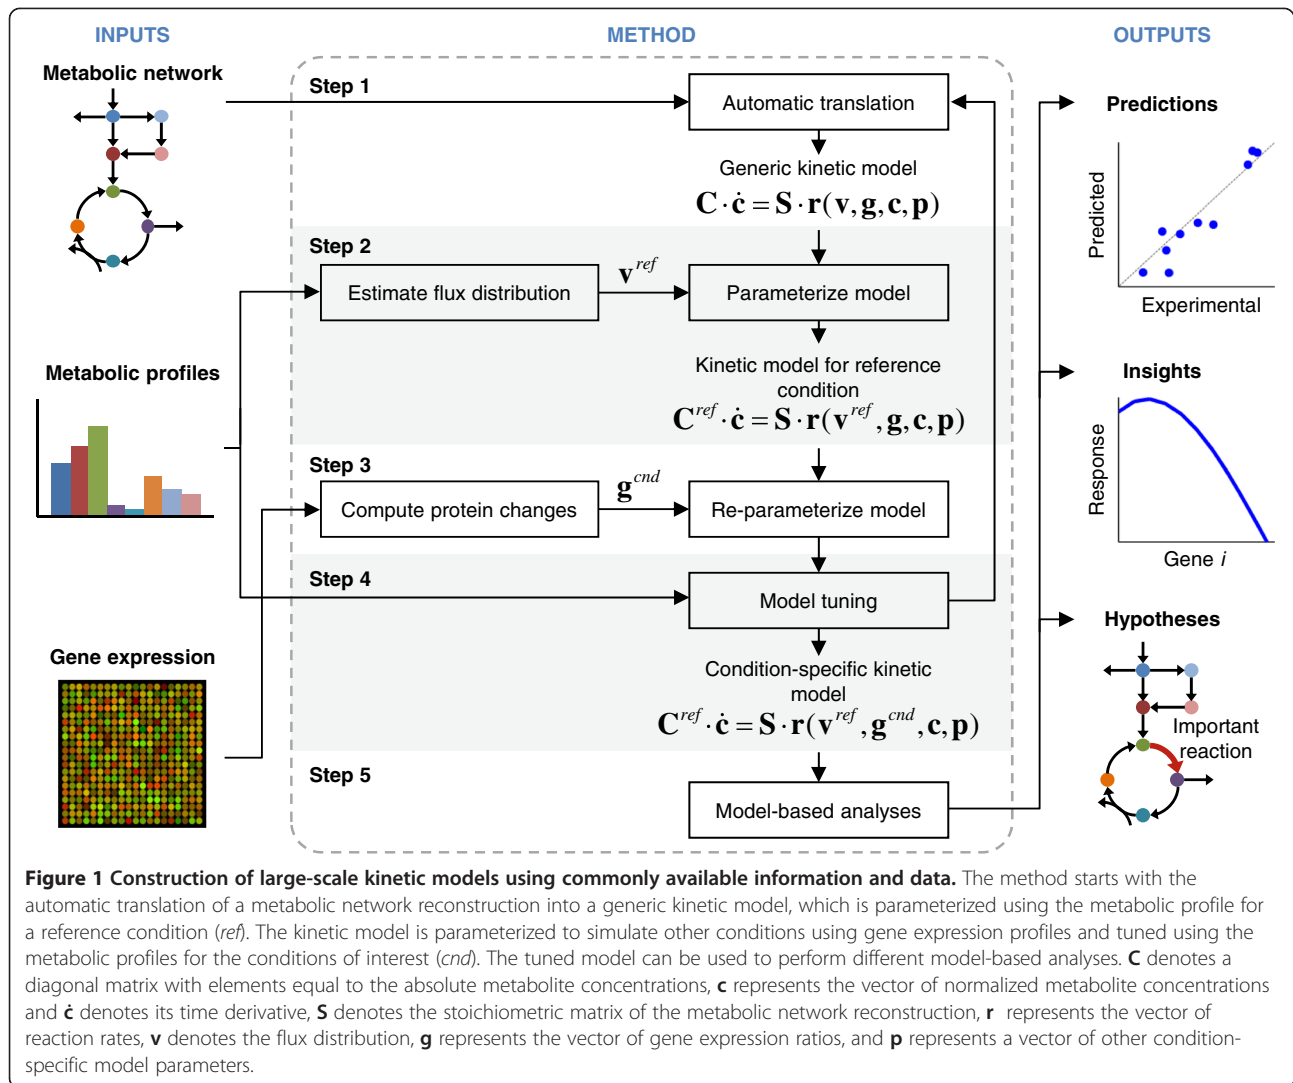 INPUTS
METHOD
OUTPUTS
Metabolic network
Step 1
Automatic translation
Generic kinetic model
C · ċ = S · r(v, g, c, p)
Step 2
Estimate flux distribution
v^ref
Parameterize model
Metabolic profiles
Kinetic model for reference
condition
C^ref · ċ = S · r(v^ref, g, c, p)
Step 3
Compute protein changes
g^cnd
Re-parameterize model
Step 4
Model tuning
Gene expression
Condition-specific kinetic
model
C^ref · ċ = S · r(v^ref, g^cnd, c, p)
Step 5
Model-based analyses
Predictions
Predicted
Experimental
Insights
Response
Gene i
Hypotheses
Important
reaction
Figure 1 Construction of large-scale kinetic models using commonly available information and data. The method starts with the
automatic translation of a metabolic network reconstruction into a generic kinetic model, which is parameterized using the metabolic profile for
a reference condition (ref). The kinetic model is parameterized to simulate other conditions using gene expression profiles and tuned using the
metabolic profiles for the conditions of interest (cnd). The tuned model can be used to perform different model-based analyses. C denotes a
diagonal matrix with elements equal to the absolute metabolite concentrations, c represents the vector of normalized metabolite concentrations
and ċ denotes its time derivative, S denotes the stoichiometric matrix of the metabolic network reconstruction, r represents the vector of
reaction rates, v denotes the flux distribution, g represents the vector of gene expression ratios, and p represents a vector of other condition-
specific model parameters.